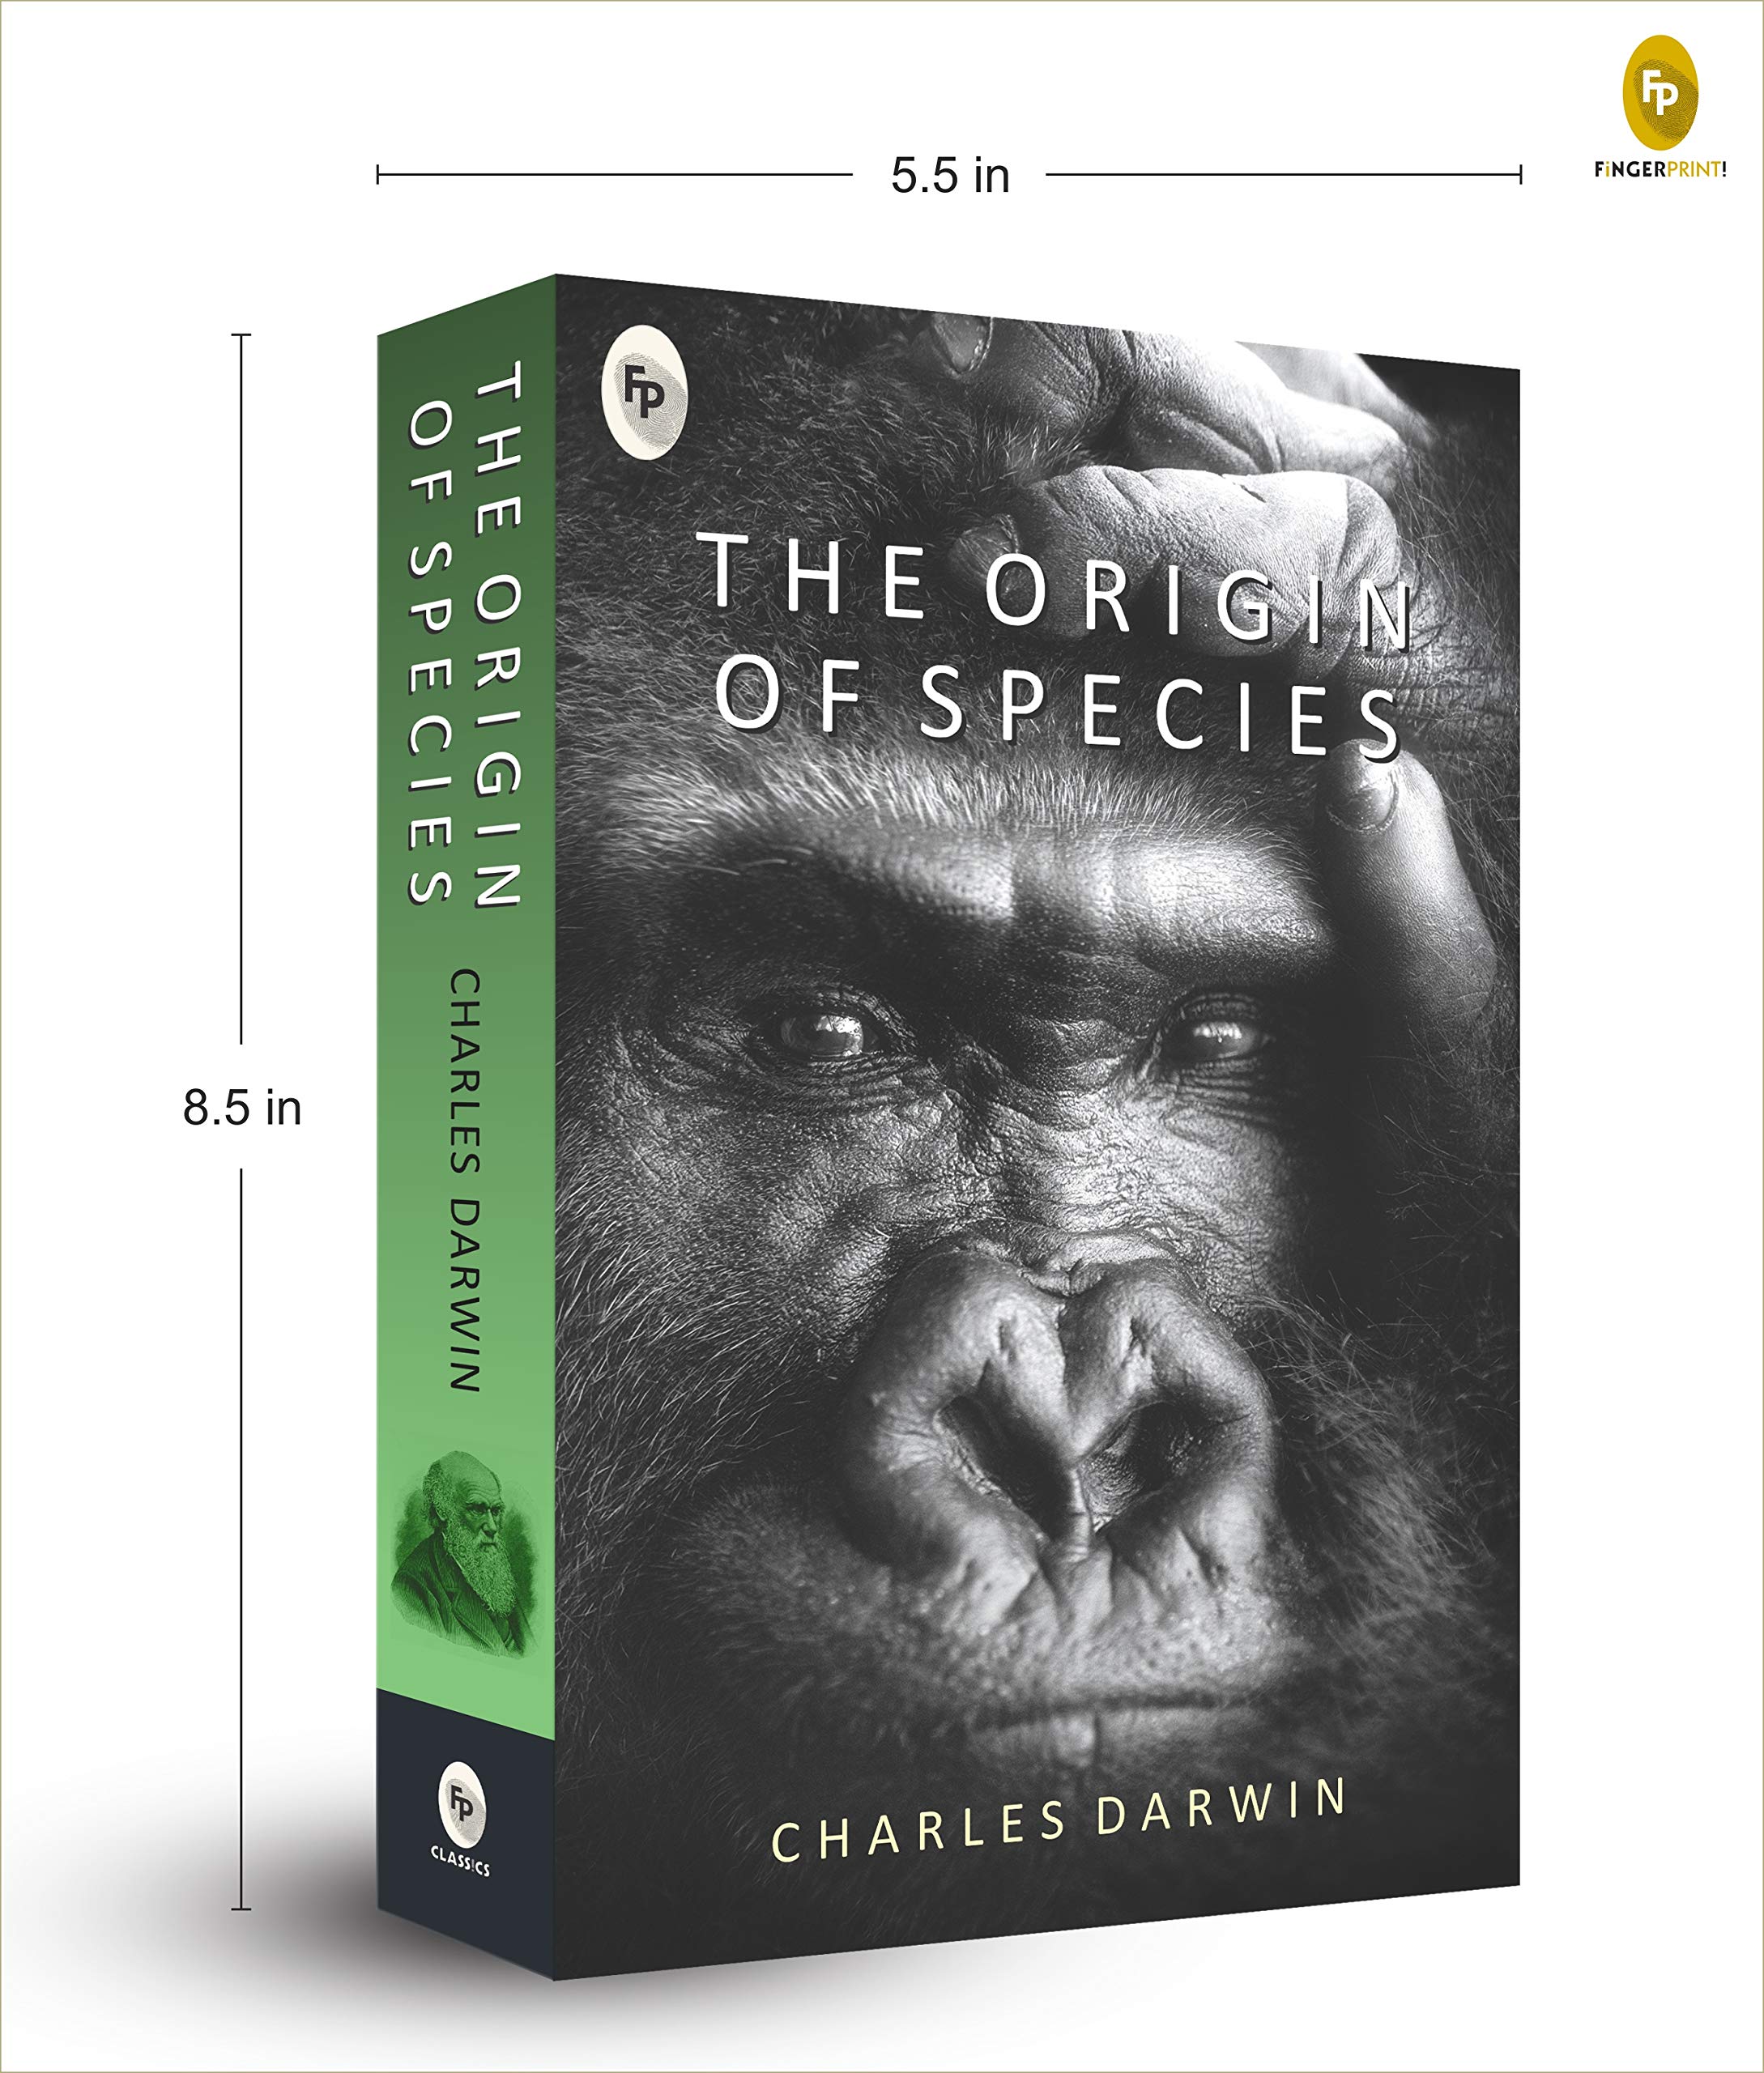 FP
FiNGERPRINT!
5.5 in
8.5 in
THE ORIGIN
OF SPECIES
CHARLES DARWIN
FP
CLASSiCS
FP
THE ORIGIN
OF SPECIES
CHARLES DARWIN